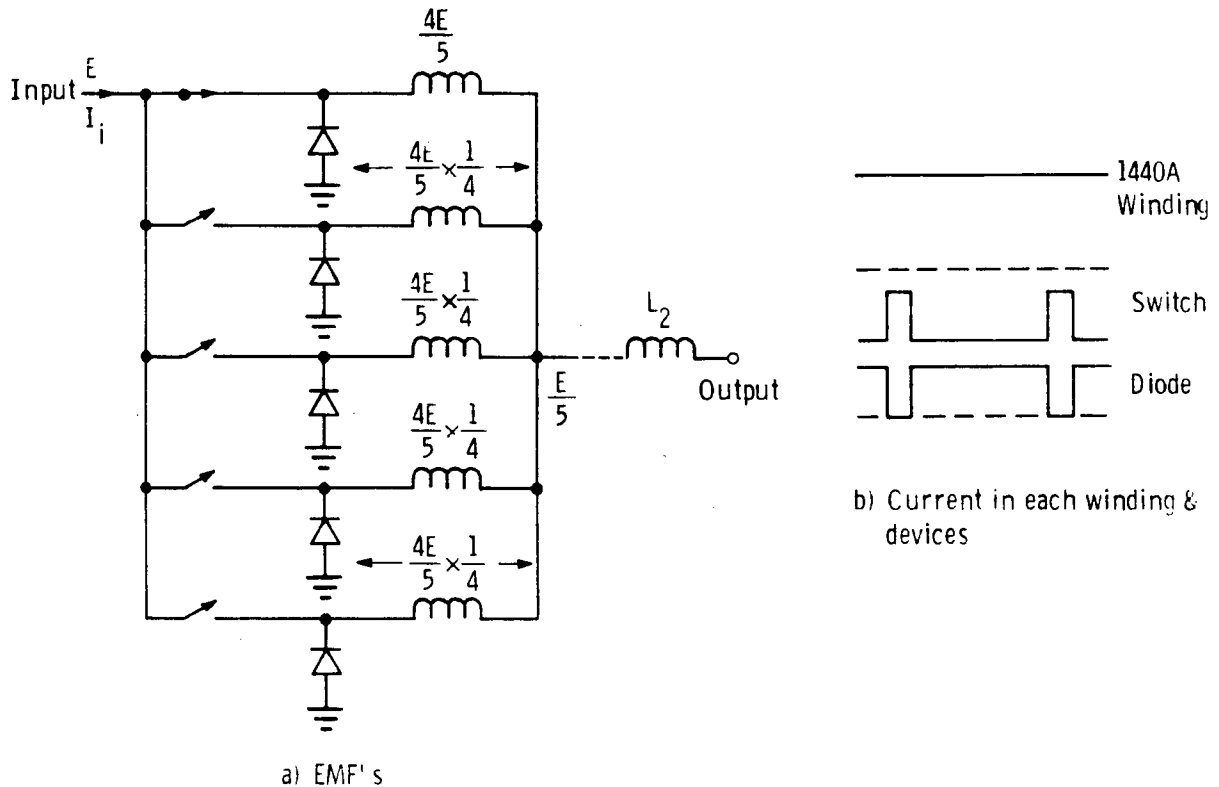 4E
5
E
Input
I i
4E/5 × 1/4
4E/5 × 1/4
4E/5 × 1/4
4E/5 × 1/4
E
5
L2
Output
1440A
Winding
Switch
Diode
a) EMF's
b) Current in each winding &
devices